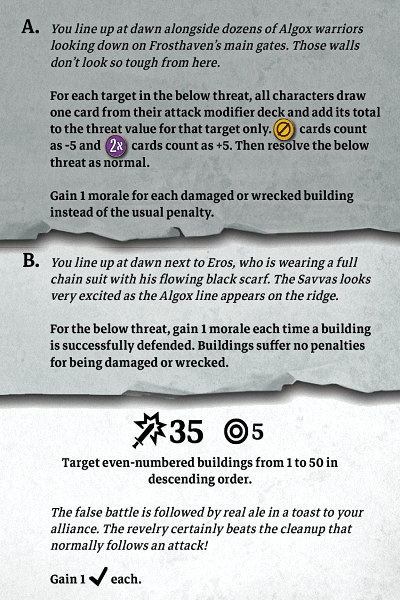 A. You line up at dawn alongside dozens of Algox warriors
looking down on Frosthaven's main gates. Those walls
don't look so tough from here.
For each target in the below threat, all characters draw
one card from their attack modifier deck and add its total
to the threat value for that target only. cards count
as -5 and 2x cards count as +5. Then resolve the below
threat as normal.
Gain 1 morale for each damaged or wrecked building
instead of the usual penalty.
B. You line up at dawn next to Eros, who is wearing a full
chain suit with his flowing black scarf. The Savvas looks
very excited as the Algox line appears on the ridge.
For the below threat, gain 1 morale each time a building
is successfully defended. Buildings suffer no penalties
for being damaged or wrecked.
35 5
Target even-numbered buildings from 1 to 50 in
descending order.
The false battle is followed by real ale in a toast to your
alliance. The revelry certainly beats the cleanup that
normally follows an attack!
Gain 1 each.